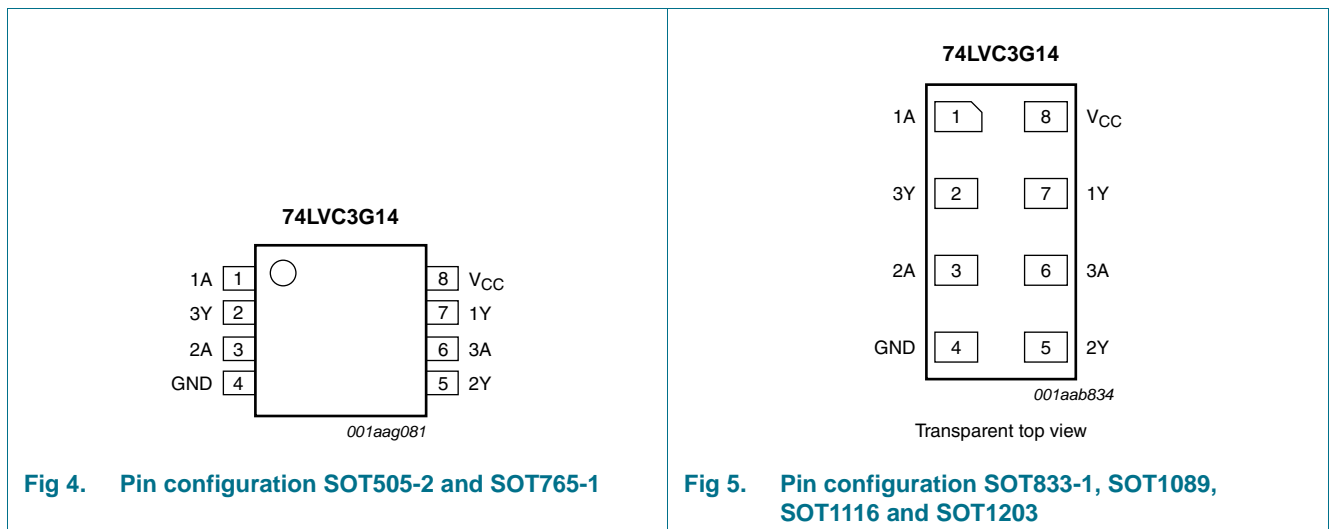 74LVC3G14
1A 1 8 VCC
3Y 2 7 1Y
2A 3 6 3A
GND 4 5 2Y
001aag081
Fig 4. Pin configuration SOT505-2 and SOT765-1
74LVC3G14
1A 1 8 VCC
3Y 2 7 1Y
2A 3 6 3A
GND 4 5 2Y
001aab834
Transparent top view
Fig 5. Pin configuration SOT833-1, SOT1089,
SOT1116 and SOT1203